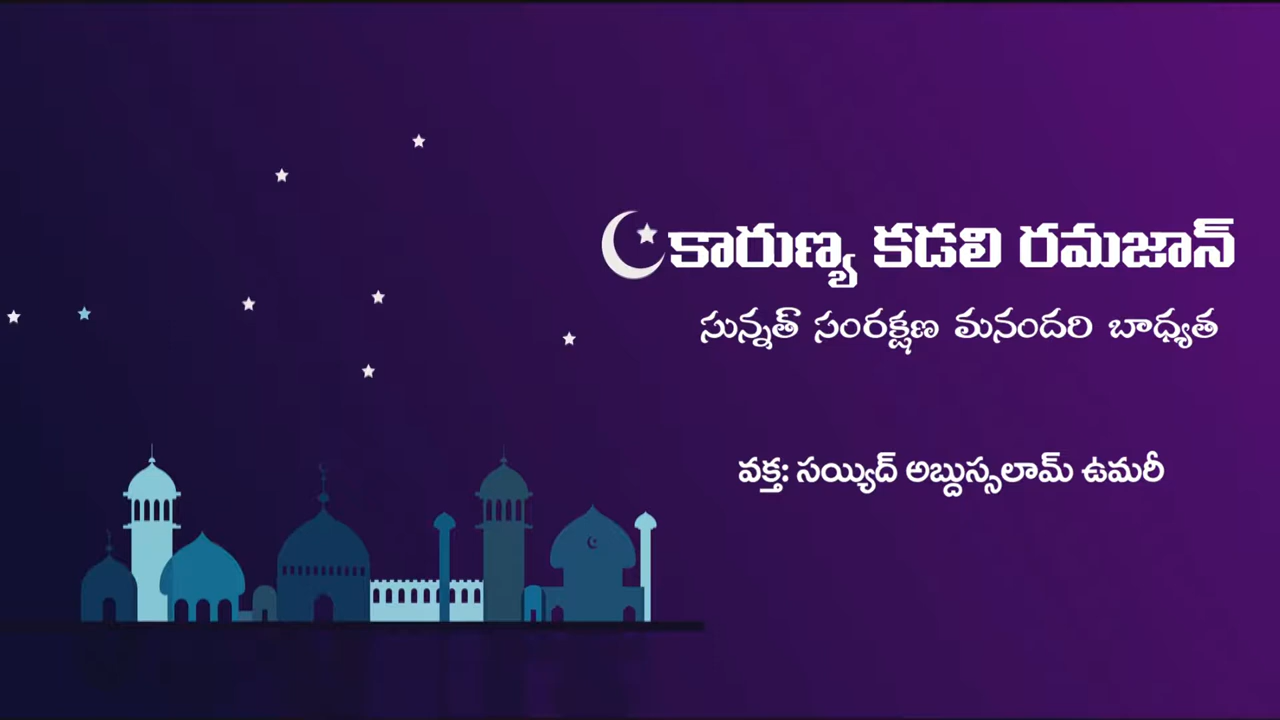 కారుణ్య కడలి రమజాన్
సున్నత్ సంరక్షణ మనందరి బాధ్యత
వక్త: సయ్యిద్ అబ్దుస్సలామ్ ఉమరీ